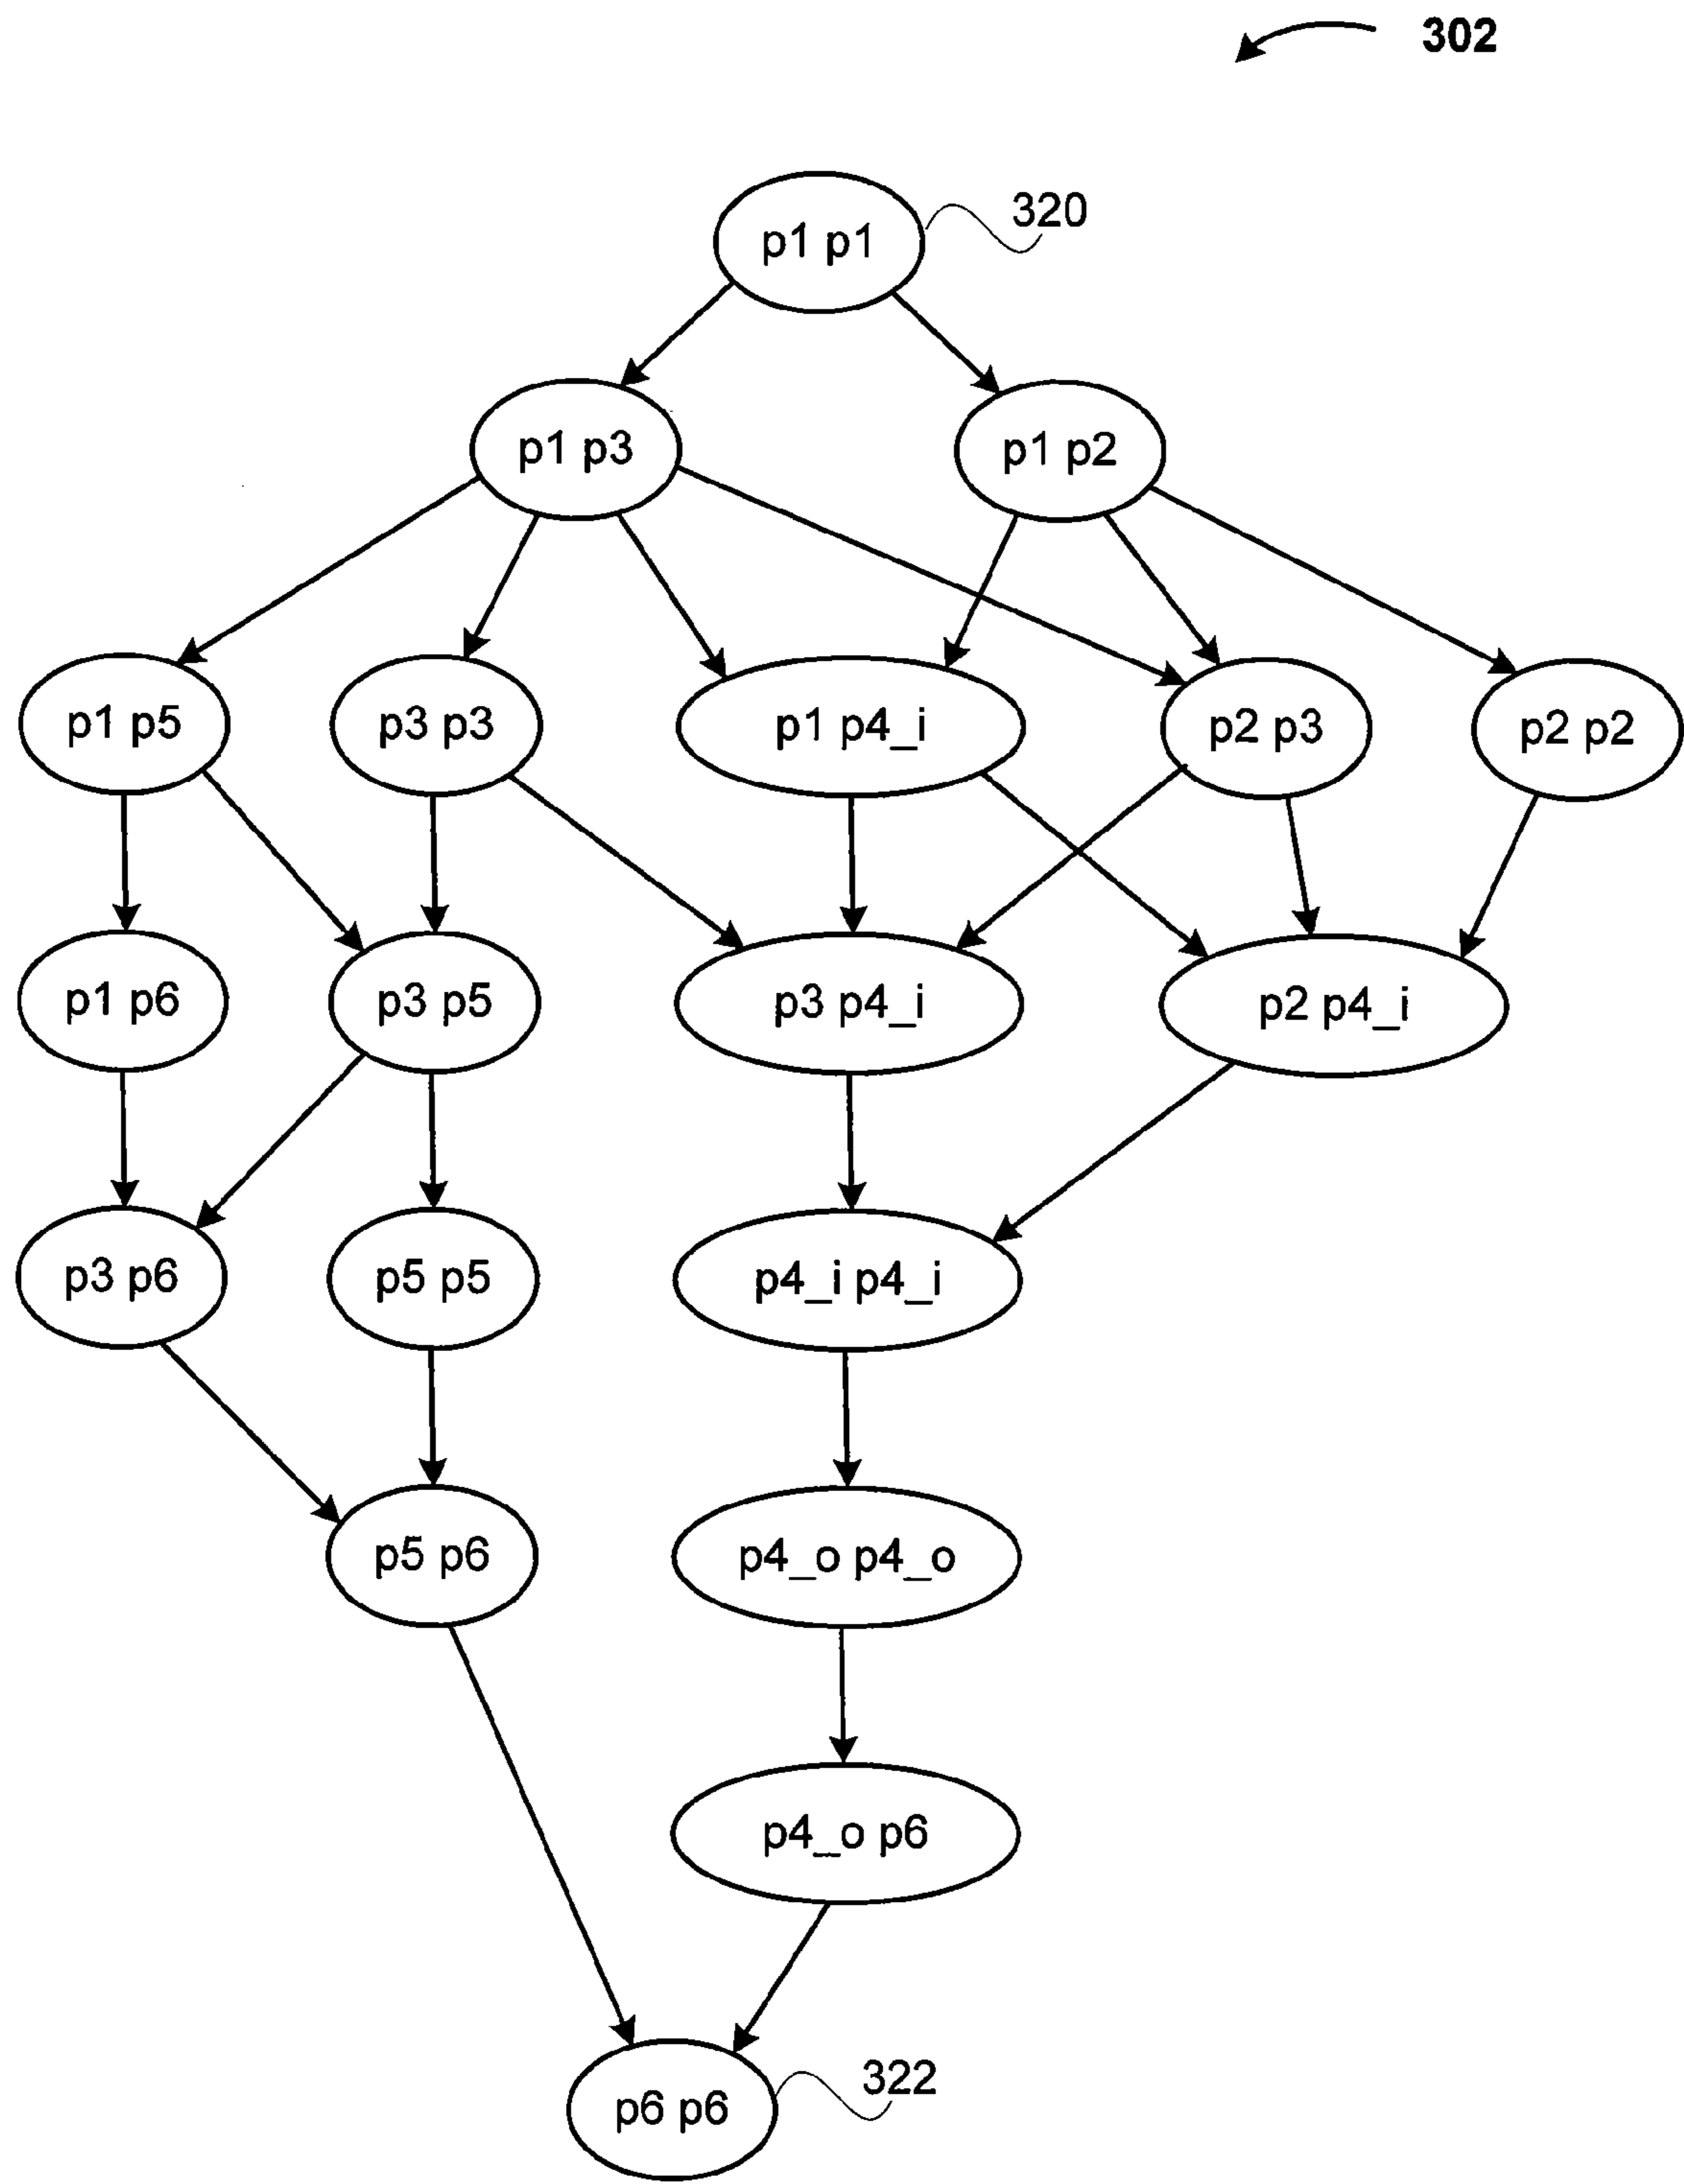 302
p1 p1
320
p1 p3
p1 p2
p1 p5
p3 p3
p1 p4_i
p2 p3
p2 p2
p1 p6
p3 p5
p3 p4_i
p2 p4_i
p3 p6
p5 p5
p4_i p4_i
p5 p6
p4_o p4_o
p4_o p6
p6 p6
322